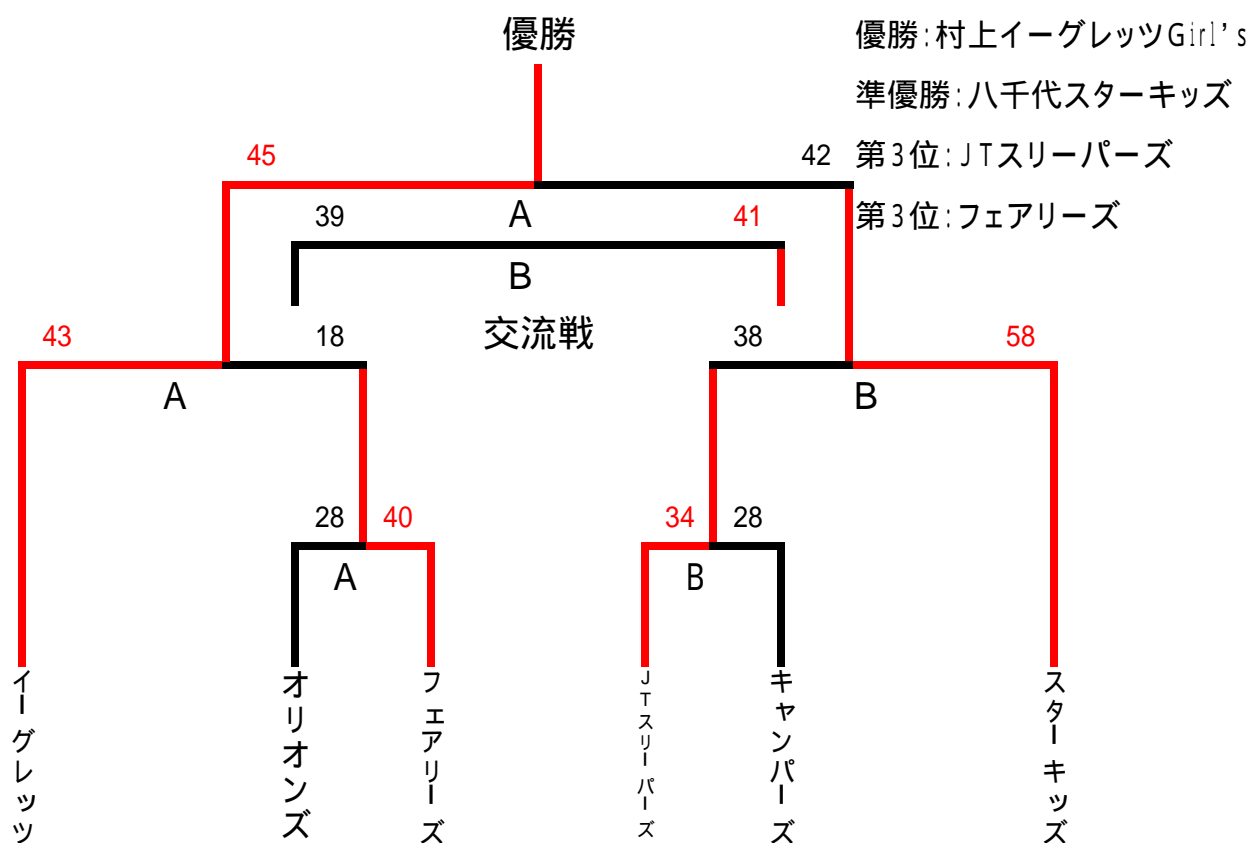 優勝
優勝:村上イーグレッツGirl’s
準優勝:八千代スターキッズ
45
42
第3位:JTスリーパーズ
39
A
41
第3位:フェアリーズ
B
43
18
交流戦
38
58
A
B
28
40
34
28
A
B
イーグレッツ
オリオンズ
フェアリーズ
JTスリーパーズ
キャンパーズ
スターキッズ